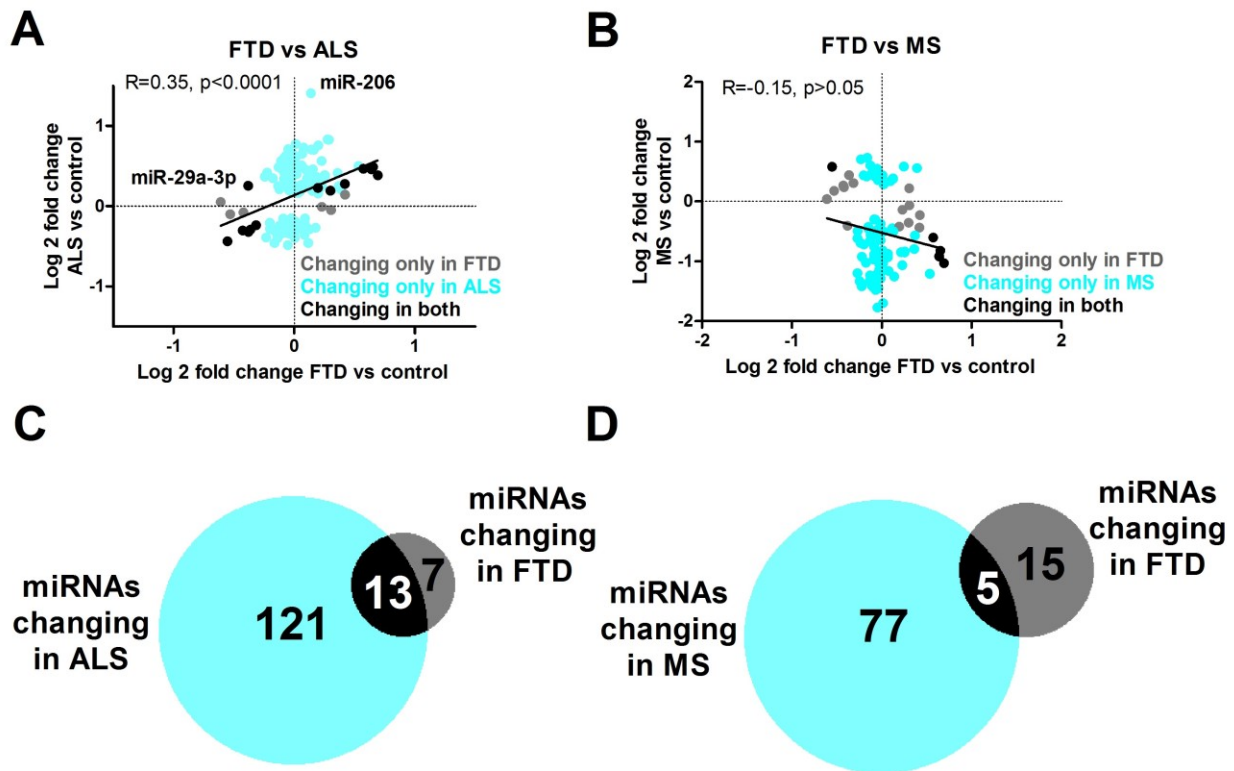 A
FTD vs ALS
R=0.35, p<0.0001
miR-206
miR-29a-3p
1
0
-1
Log 2 fold change
ALS vs control
Changing only in FTD
Changing only in ALS
Changing in both
-1
0
1
Log 2 fold change FTD vs control
B
FTD vs MS
R=-0.15, p>0.05
2
1
0
-1
-2
Log 2 fold change
MS vs control
Changing only in FTD
Changing only in MS
Changing in both
-2
-1
0
1
2
Log 2 fold change FTD vs control
C
miRNAs
changing
in ALS
121
13
7
miRNAs
changing
in FTD
D
miRNAs
changing
in MS
77
5
15
miRNAs
changing
in FTD